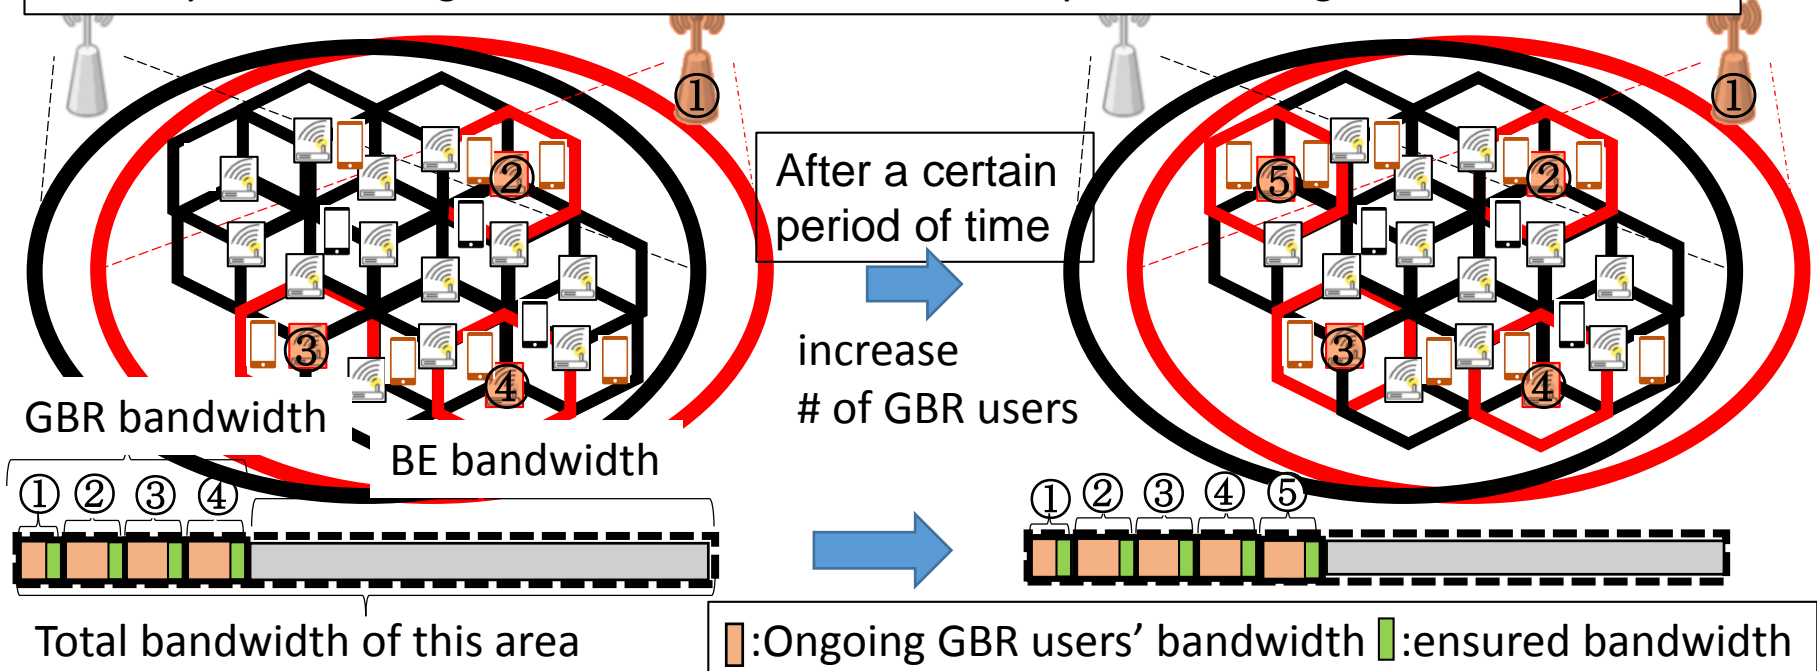 ①
①
②
⑤
②
After a certain
period of time
increase
# of GBR users
③
④
③
④
GBR bandwidth
BE bandwidth
① ② ③ ④
① ② ③ ④ ⑤
Total bandwidth of this area
:Ongoing GBR users’ bandwidth :ensured bandwidth